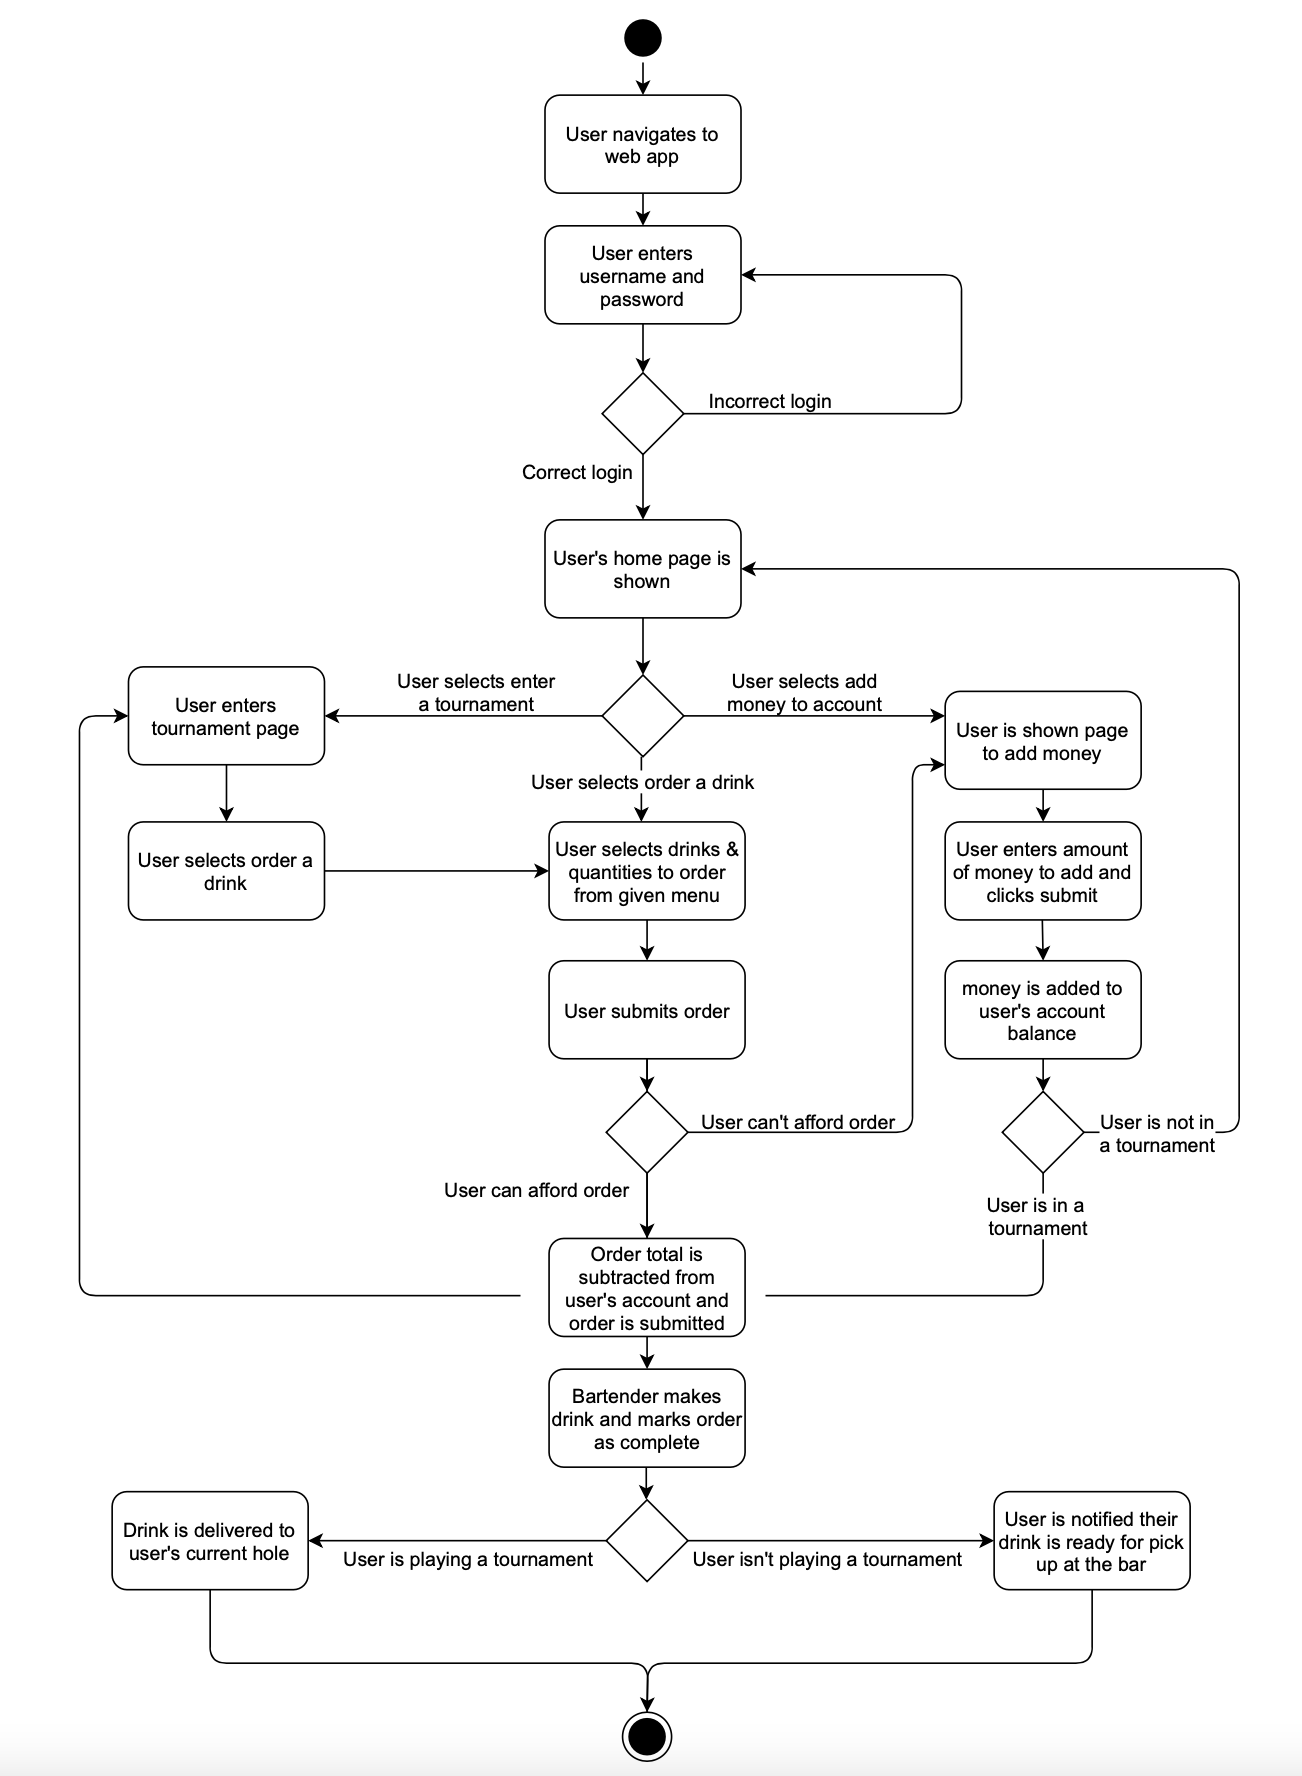 User navigates to
web app
User enters
username and
password
Incorrect login
Correct login
User's home page is
shown
User selects enter
a tournament
User selects add
money to account
User enters
tournament page
User is shown page
to add money
User selects order a drink
User selects order a
drink
User selects drinks &
quantities to order
from given menu
User enters amount
of money to add and
clicks submit
User submits order
money is added to
user's account
balance
User can't afford order
User is not in
a tournament
User can afford order
User is in a
tournament
Order total is
subtracted from
user's account and
order is submitted
Bartender makes
drink and marks order
as complete
Drink is delivered to
user's current hole
User is playing a tournament
User isn't playing a tournament
User is notified their
drink is ready for pick
up at the bar